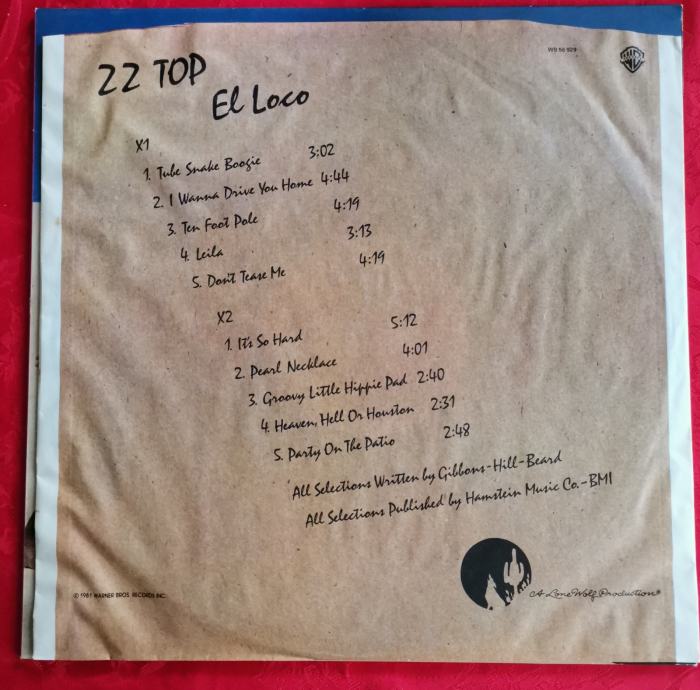 WB 56 929
ZZ TOP
El Loco
X1
1. Tube Snake Boogie 3:02
2. I Wanna Drive You Home 4:44
3. Ten Foot Pole 4:19
4. Leila 3:13
5. Don't Tease Me 4:19
X2
1. It's So Hard 5:12
2. Pearl Necklace 4:01
3. Groovy Little Hippie Pad 2:40
4. Heaven, Hell Or Houston 2:31
5. Party On The Patio 2:48
All Selections Written by Gibbons-Hill-Beard
All Selections Published by Hamstein Music Co.-BMI
© 1981 WARNER BROS. RECORDS INC.
A Lone Wolf Production®